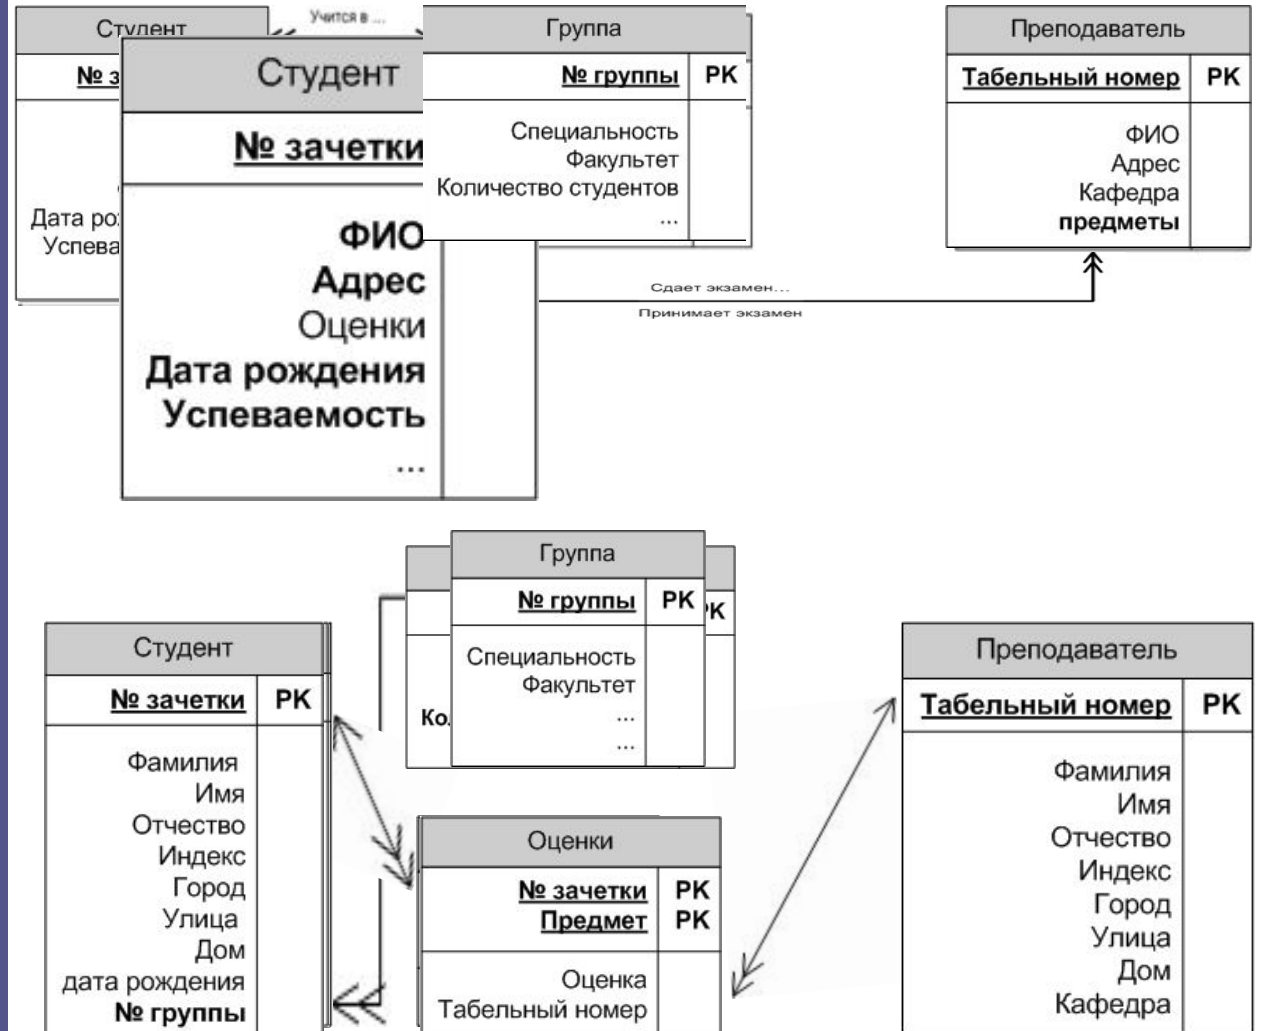 Студент
Учится в ...
Группа
Преподаватель
№ группы PK
Табельный номер PK
Студент
№ з
№ зачетки
Специальность
Факультет
Количество студентов
...
ФИО
Адрес
Кафедра
предметы
Дата ро
Успева
ФИО
Адрес
Оценки
Дата рождения
Успеваемость
...
Сдает экзамен...
Принимает экзамен
Группа
№ группы PK
Специальность
Факультет
...
...
Ко.
Студент
№ зачетки PK
Фамилия
Имя
Отчество
Индекс
Город
Улица
Дом
дата рождения
№ группы
Оценки
№ зачетки PK
Предмет PK
Оценка
Табельный номер
Преподаватель
Табельный номер PK
Фамилия
Имя
Отчество
Индекс
Город
Улица
Дом
Кафедра